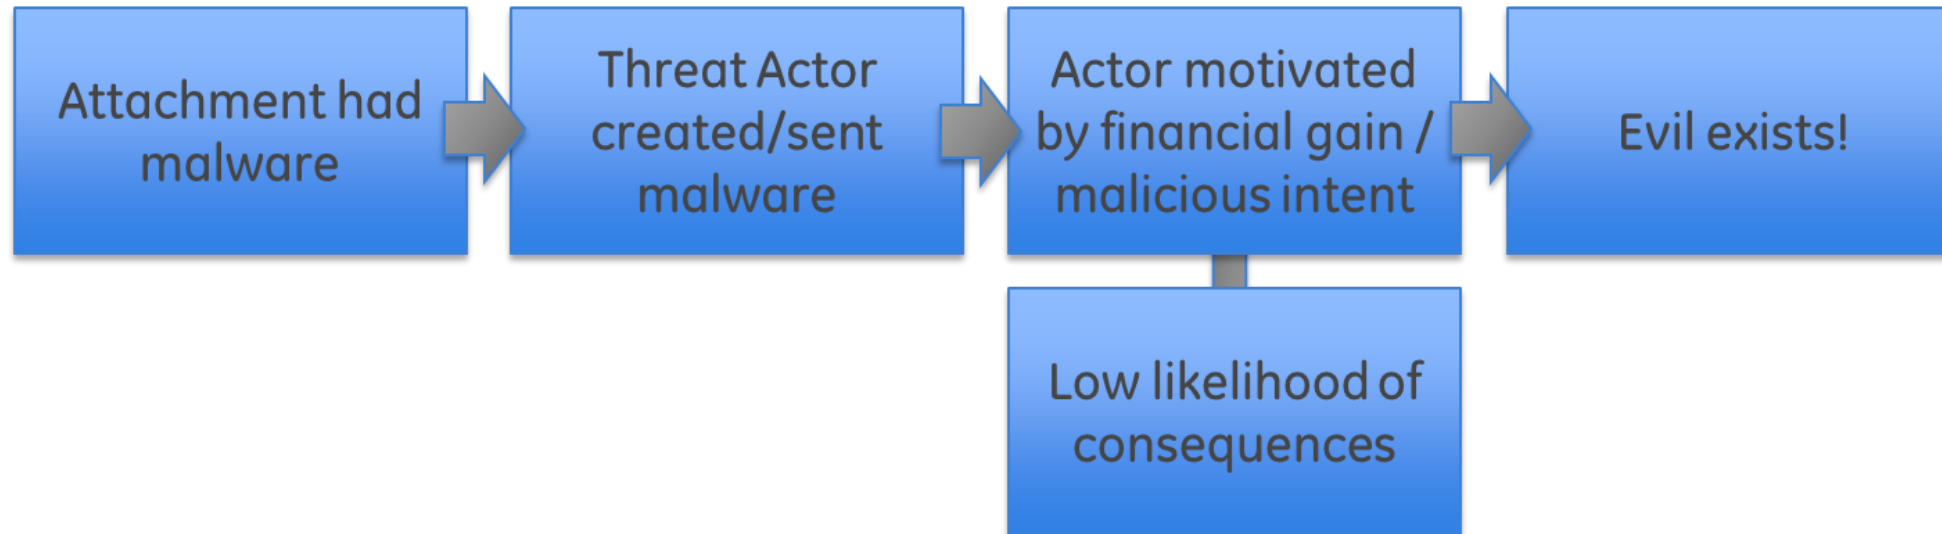 Attachment had
malware
Threat Actor
created/sent
malware
Actor motivated
by financial gain /
malicious intent
Evil exists!
Low likelihood of
consequences